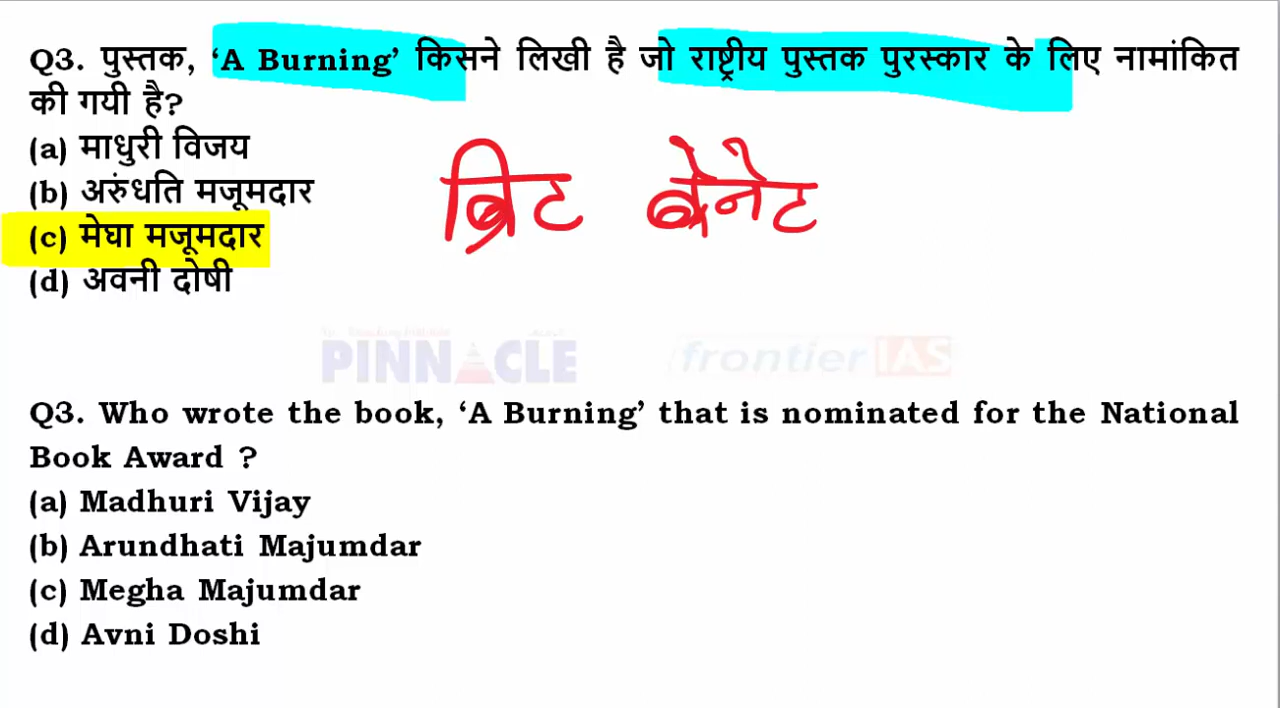 Q3. पुस्तक, ‘A Burning’ किसने लिखी है जो राष्ट्रीय पुस्तक पुरस्कार के लिए नामांकित
की गयी है?
(a) माधुरी विजय
(b) अरुंधति मजूमदार
(c) मेघा मजूमदार
(d) अवनी दोषी
ब्रिट बेनेट
PINNACLE frontier IAS
Q3. Who wrote the book, ‘A Burning’ that is nominated for the National
Book Award ?
(a) Madhuri Vijay
(b) Arundhati Majumdar
(c) Megha Majumdar
(d) Avni Doshi